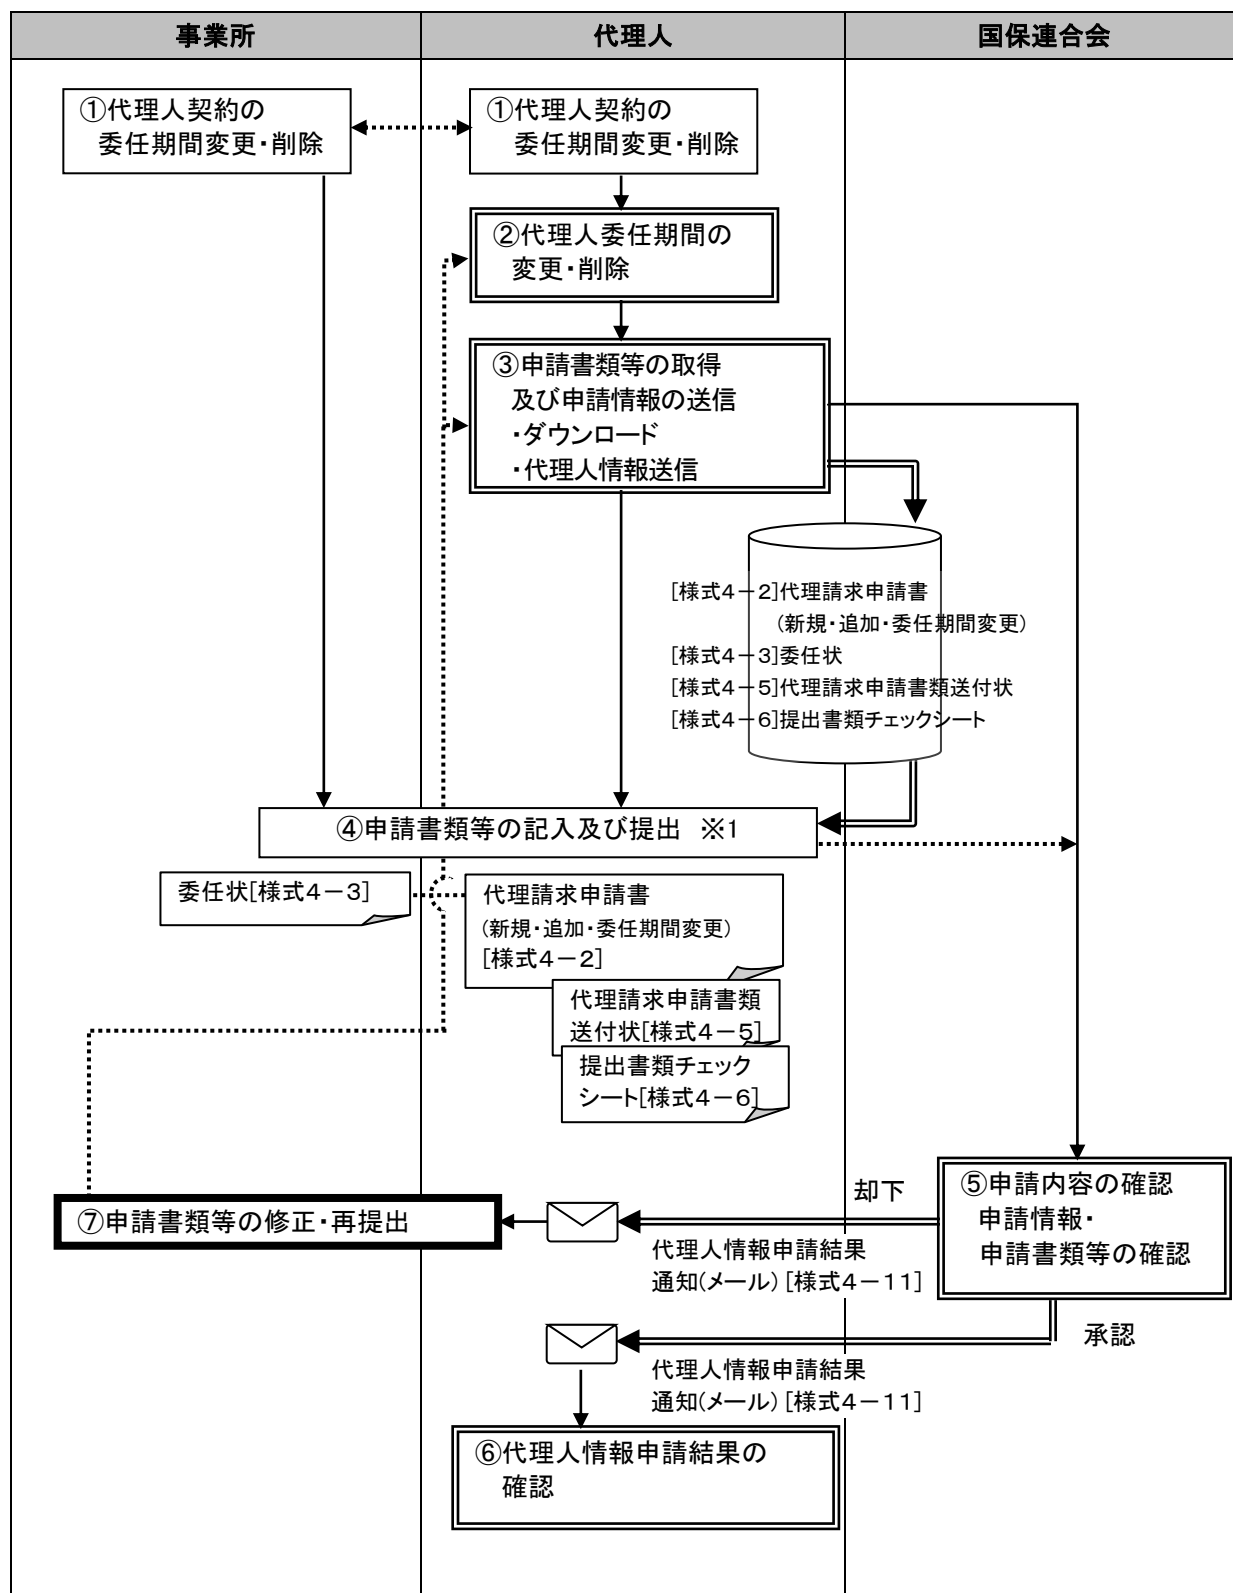 事業所
代理人
国保連合会
①代理人契約の
委任期間変更・削除
①代理人契約の
委任期間変更・削除
②代理人委任期間の
変更・削除
③申請書類等の取得
及び申請情報の送信
・ダウンロード
・代理人情報送信
[様式4－2]代理請求申請書
(新規・追加・委任期間変更)
[様式4－3]委任状
[様式4－5]代理請求申請書類送付状
[様式4－6]提出書類チェックシート
④申請書類等の記入及び提出 ※1
委任状[様式4－3]
代理請求申請書
(新規・追加・委任期間変更)
[様式4－2]
代理請求申請書類
送付状[様式4－5]
提出書類チェック
シート[様式4－6]
却下
⑤申請内容の確認
申請情報・
申請書類等の確認
⑦申請書類等の修正・再提出
代理人情報申請結果
通知(メール) [様式4－11]
承認
代理人情報申請結果
通知(メール) [様式4－11]
⑥代理人情報申請結果の
確認